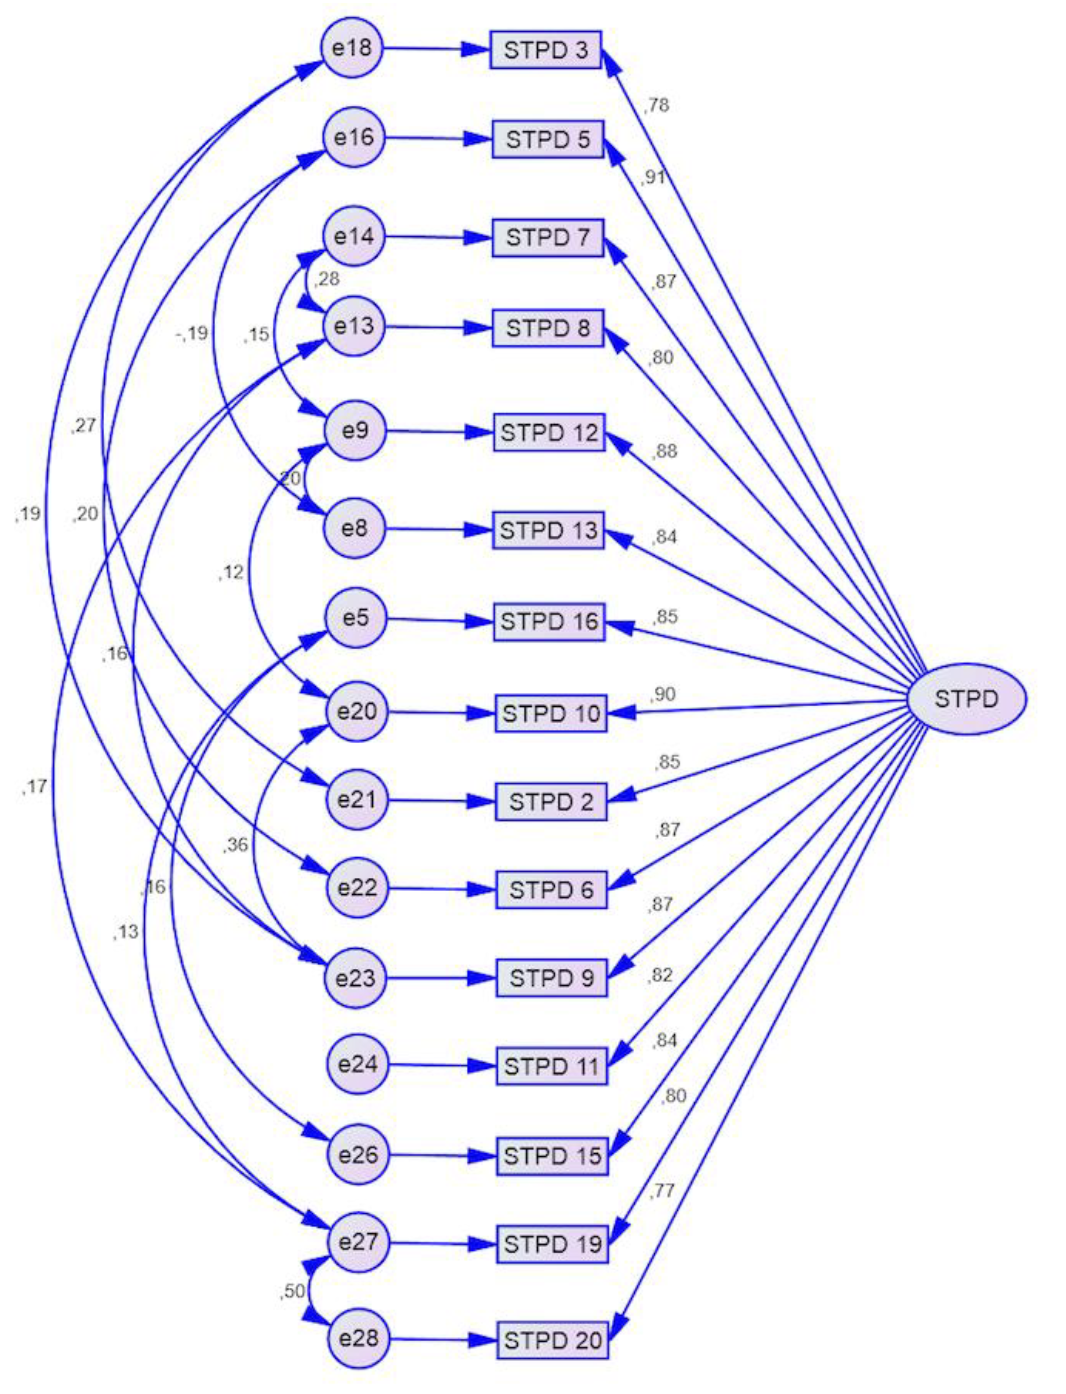 e18 STPD 3
,78
e16 STPD 5
,91
e14 STPD 7
,28
,87
-,19 ,15 e13 STPD 8
,80
,27 e9 STPD 12
,88
,20
,19 ,20 e8 STPD 13
,84
,12
e5 STPD 16
,85
,16
e20 STPD 10
,90
STPD
,17 e21 STPD 2
,85
,36
,87
,16 e22 STPD 6
,87
,13
e23 STPD 9
,82
e24 STPD 11
,84
,80
e26 STPD 15
,77
e27 STPD 19
,50
e28 STPD 20